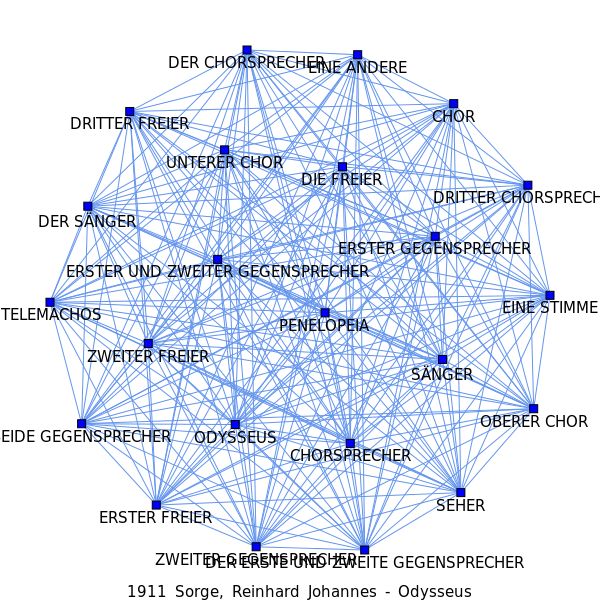 DER CHORSPRECHER
EINE ANDERE
CHOR
DRITTER FREIER
UNTERER CHOR
DIE FREIER
DRITTER CHORSPRECH
DER SÄNGER
ERSTER GEGENSPRECHER
ERSTER UND ZWEITER GEGENSPRECHER
TELEMACHOS
EINE STIMME
PENELOPEIA
ZWEITER FREIER
SÄNGER
OBERER CHOR
EIDE GEGENSPRECHER
ODYSSEUS
CHORSPRECHER
SEHER
ERSTER FREIER
ZWEITER GEGENSPRECHER
DER ERSTE UND ZWEITE GEGENSPRECHER
1911 Sorge, Reinhard Johannes - Odysseus